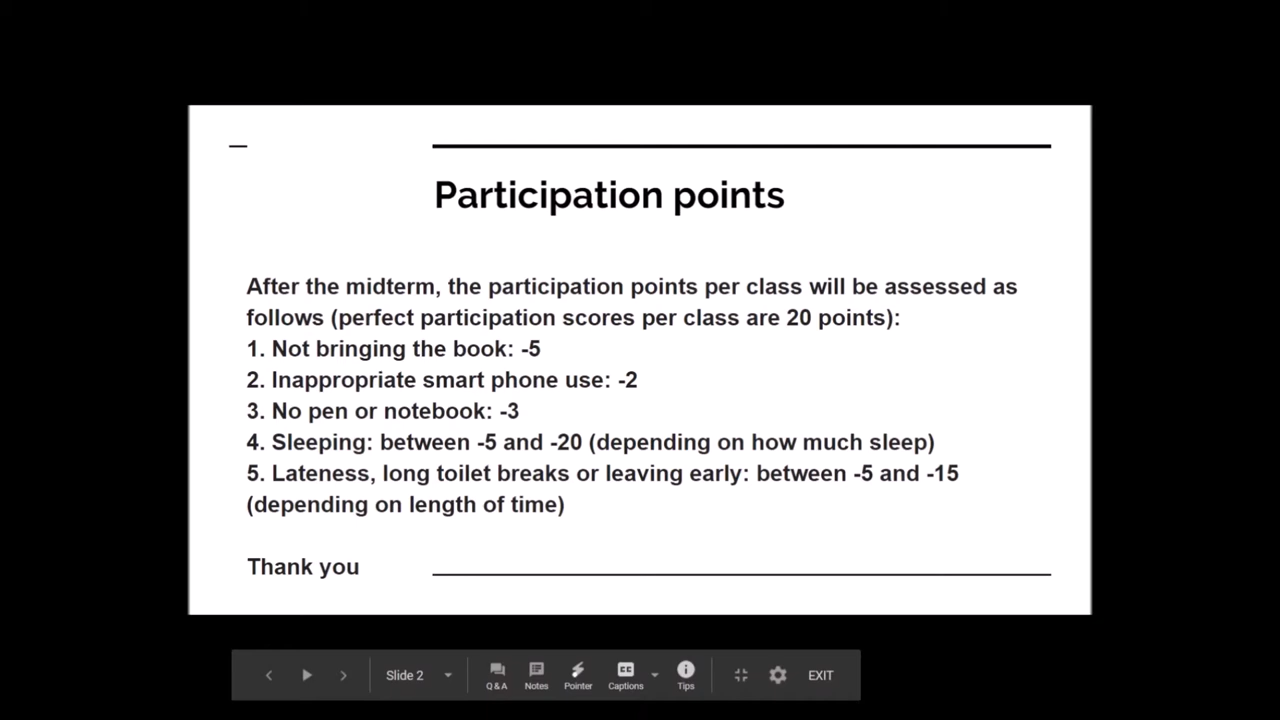 Participation points
After the midterm, the participation points per class will be assessed as
follows (perfect participation scores per class are 20 points):
1. Not bringing the book: -5
2. Inappropriate smart phone use: -2
3. No pen or notebook: -3
4. Sleeping: between -5 and -20 (depending on how much sleep)
5. Lateness, long toilet breaks or leaving early: between -5 and -15
(depending on length of time)
Thank you
Slide 2
Q&A
Notes
Pointer
CC
Captions
Tips
EXIT